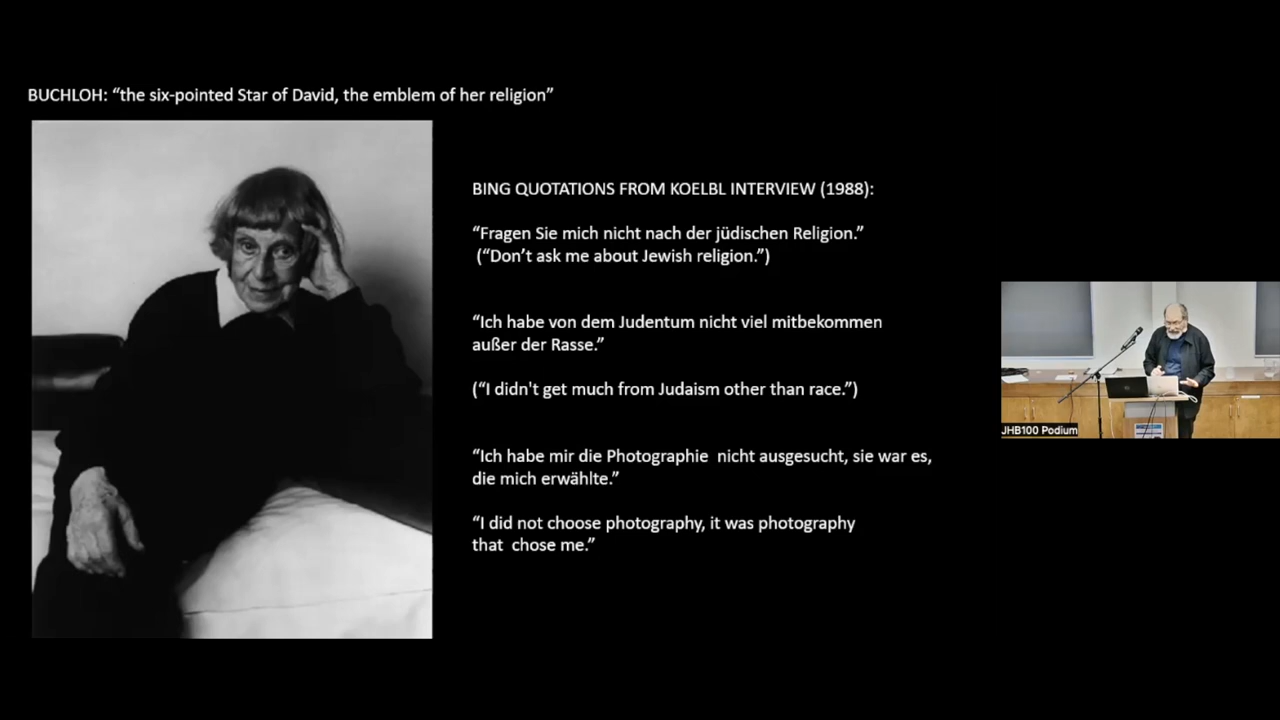 BUCHLOH: “the six-pointed Star of David, the emblem of her religion”
BING QUOTATIONS FROM KOELBL INTERVIEW (1988):
“Fragen Sie mich nicht nach der jüdischen Religion.”
(“Don’t ask me about Jewish religion.”)
“Ich habe von dem Judentum nicht viel mitbekommen
außer der Rasse.”
(“I didn't get much from Judaism other than race.”)
“Ich habe mir die Photographie nicht ausgesucht, sie war es,
die mich erwählte.”
“I did not choose photography, it was photography
that chose me.”
JHB100 Podium